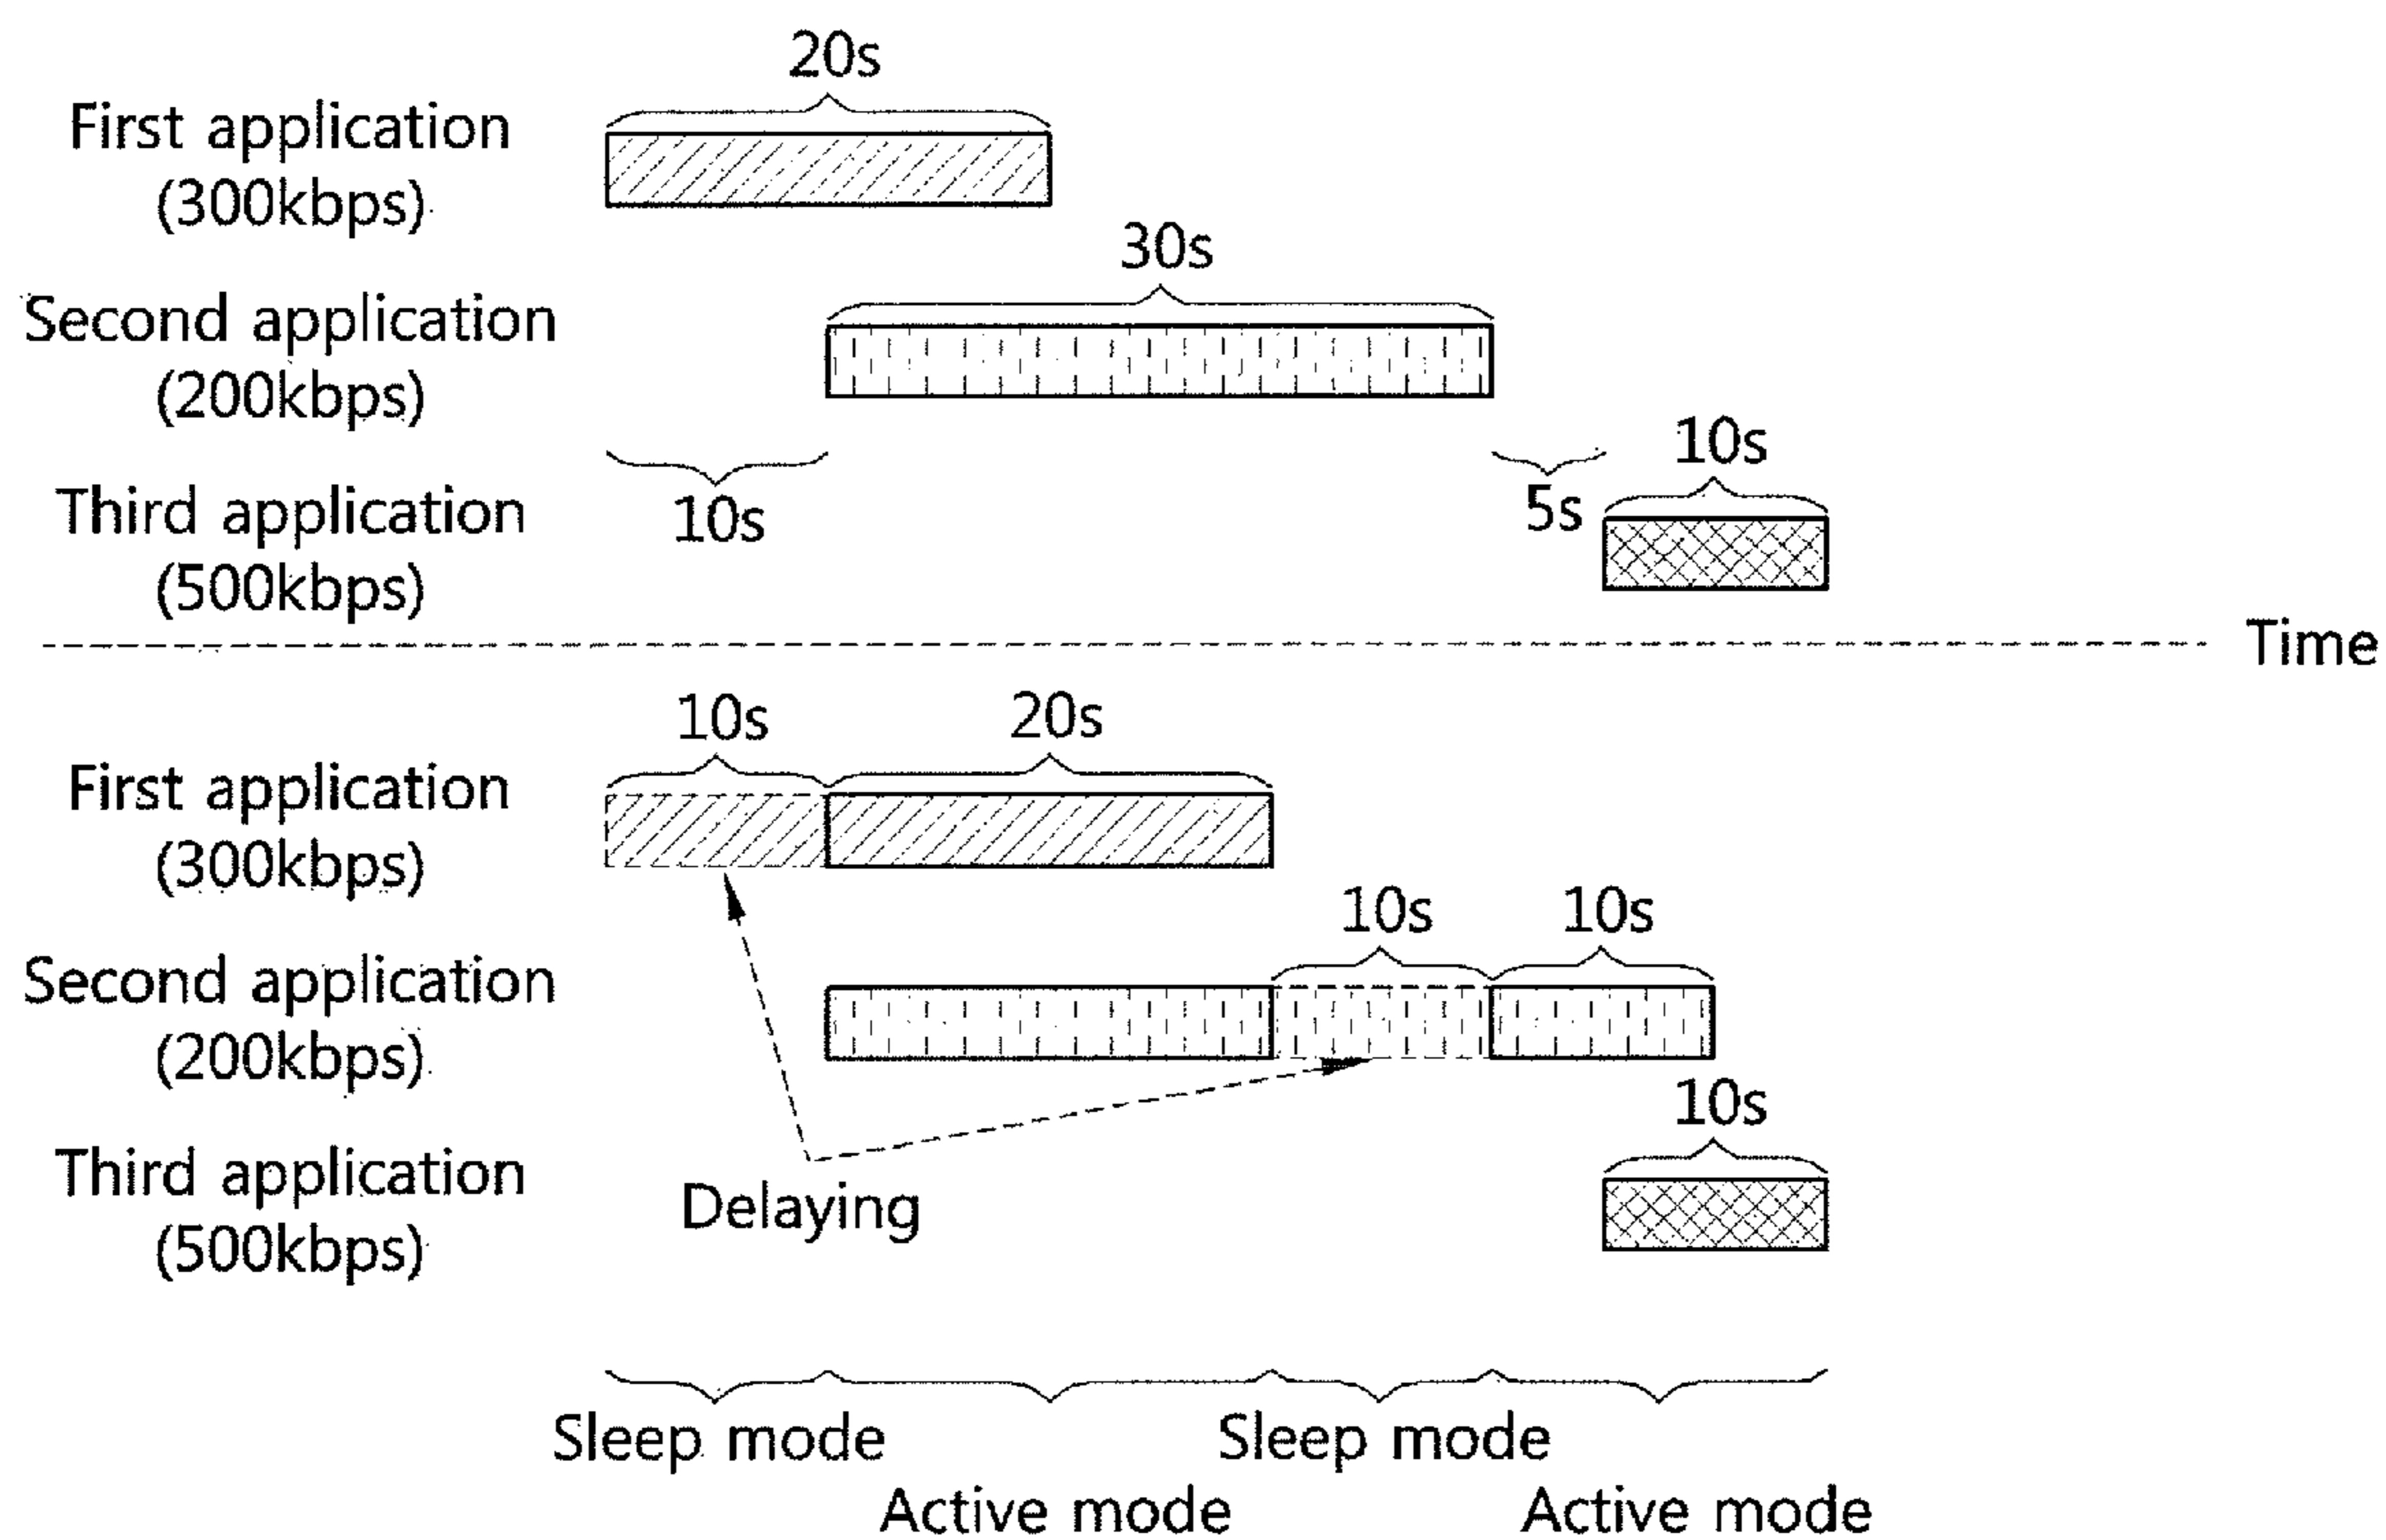 20s
First application
(300kbps)
30s
Second application
(200kbps)
10s
Third application
(500kbps)
10s
5s
Time
10s
20s
First application
(300kbps)
10s
10s
Second application
(200kbps)
10s
Third application
(500kbps)
Delaying
Sleep mode
Sleep mode
Active mode
Active mode